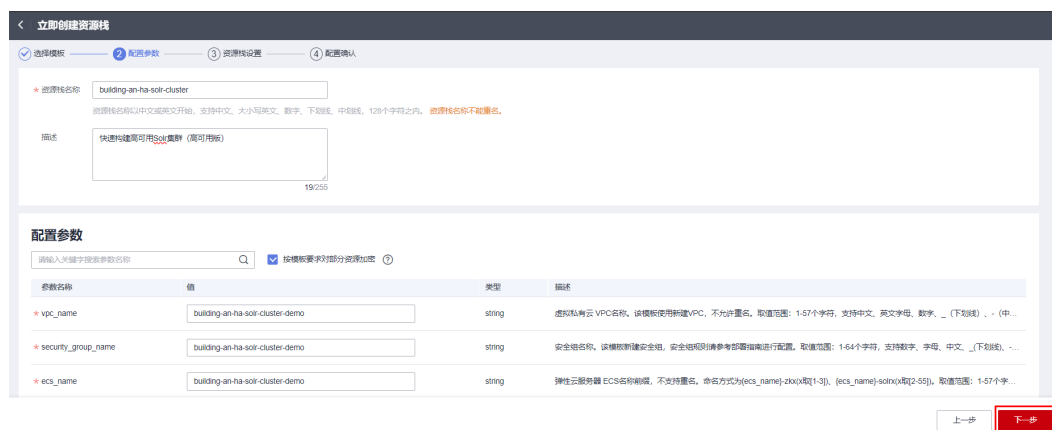 立即创建资源栈
选择模板 2 配置参数 3 资源栈设置 4 配置确认
* 资源栈名称 building-an-ha-solr-cluster
资源栈名称以中文或英文开始，支持中文、大小写英文、数字、下划线、中划线，128个字符之内。 资源栈名称不能重名。
描述 快速构建高可用Solr集群（高可用版）
19/255
配置参数
请输入关键字搜索参数名称 按模板要求对部分资源加密 ?
参数名称 值 类型 描述
* vpc_name building-an-ha-solr-cluster-demo string 虚拟私有云 VPC名称。该模板使用新建VPC，不允许重名。取值范围：1-57个字符，支持中文、英文字母、数字、_（下划线）、-（中...
* security_group_name building-an-ha-solr-cluster-demo string 安全组名称。该模板新建安全组，安全组规则请参考部署指南进行配置。取值范围：1-64个字符，支持数字、字母、中文、_(下划线)、-...
* ecs_name building-an-ha-solr-cluster-demo string 弹性云服务器 ECS名称前缀，不支持重名。命名方式为{ecs_name}-zkx(x取[1-3])、{ecs_name}-solrx(x取[2-55])。取值范围：1-57个字...
上一步 下一步